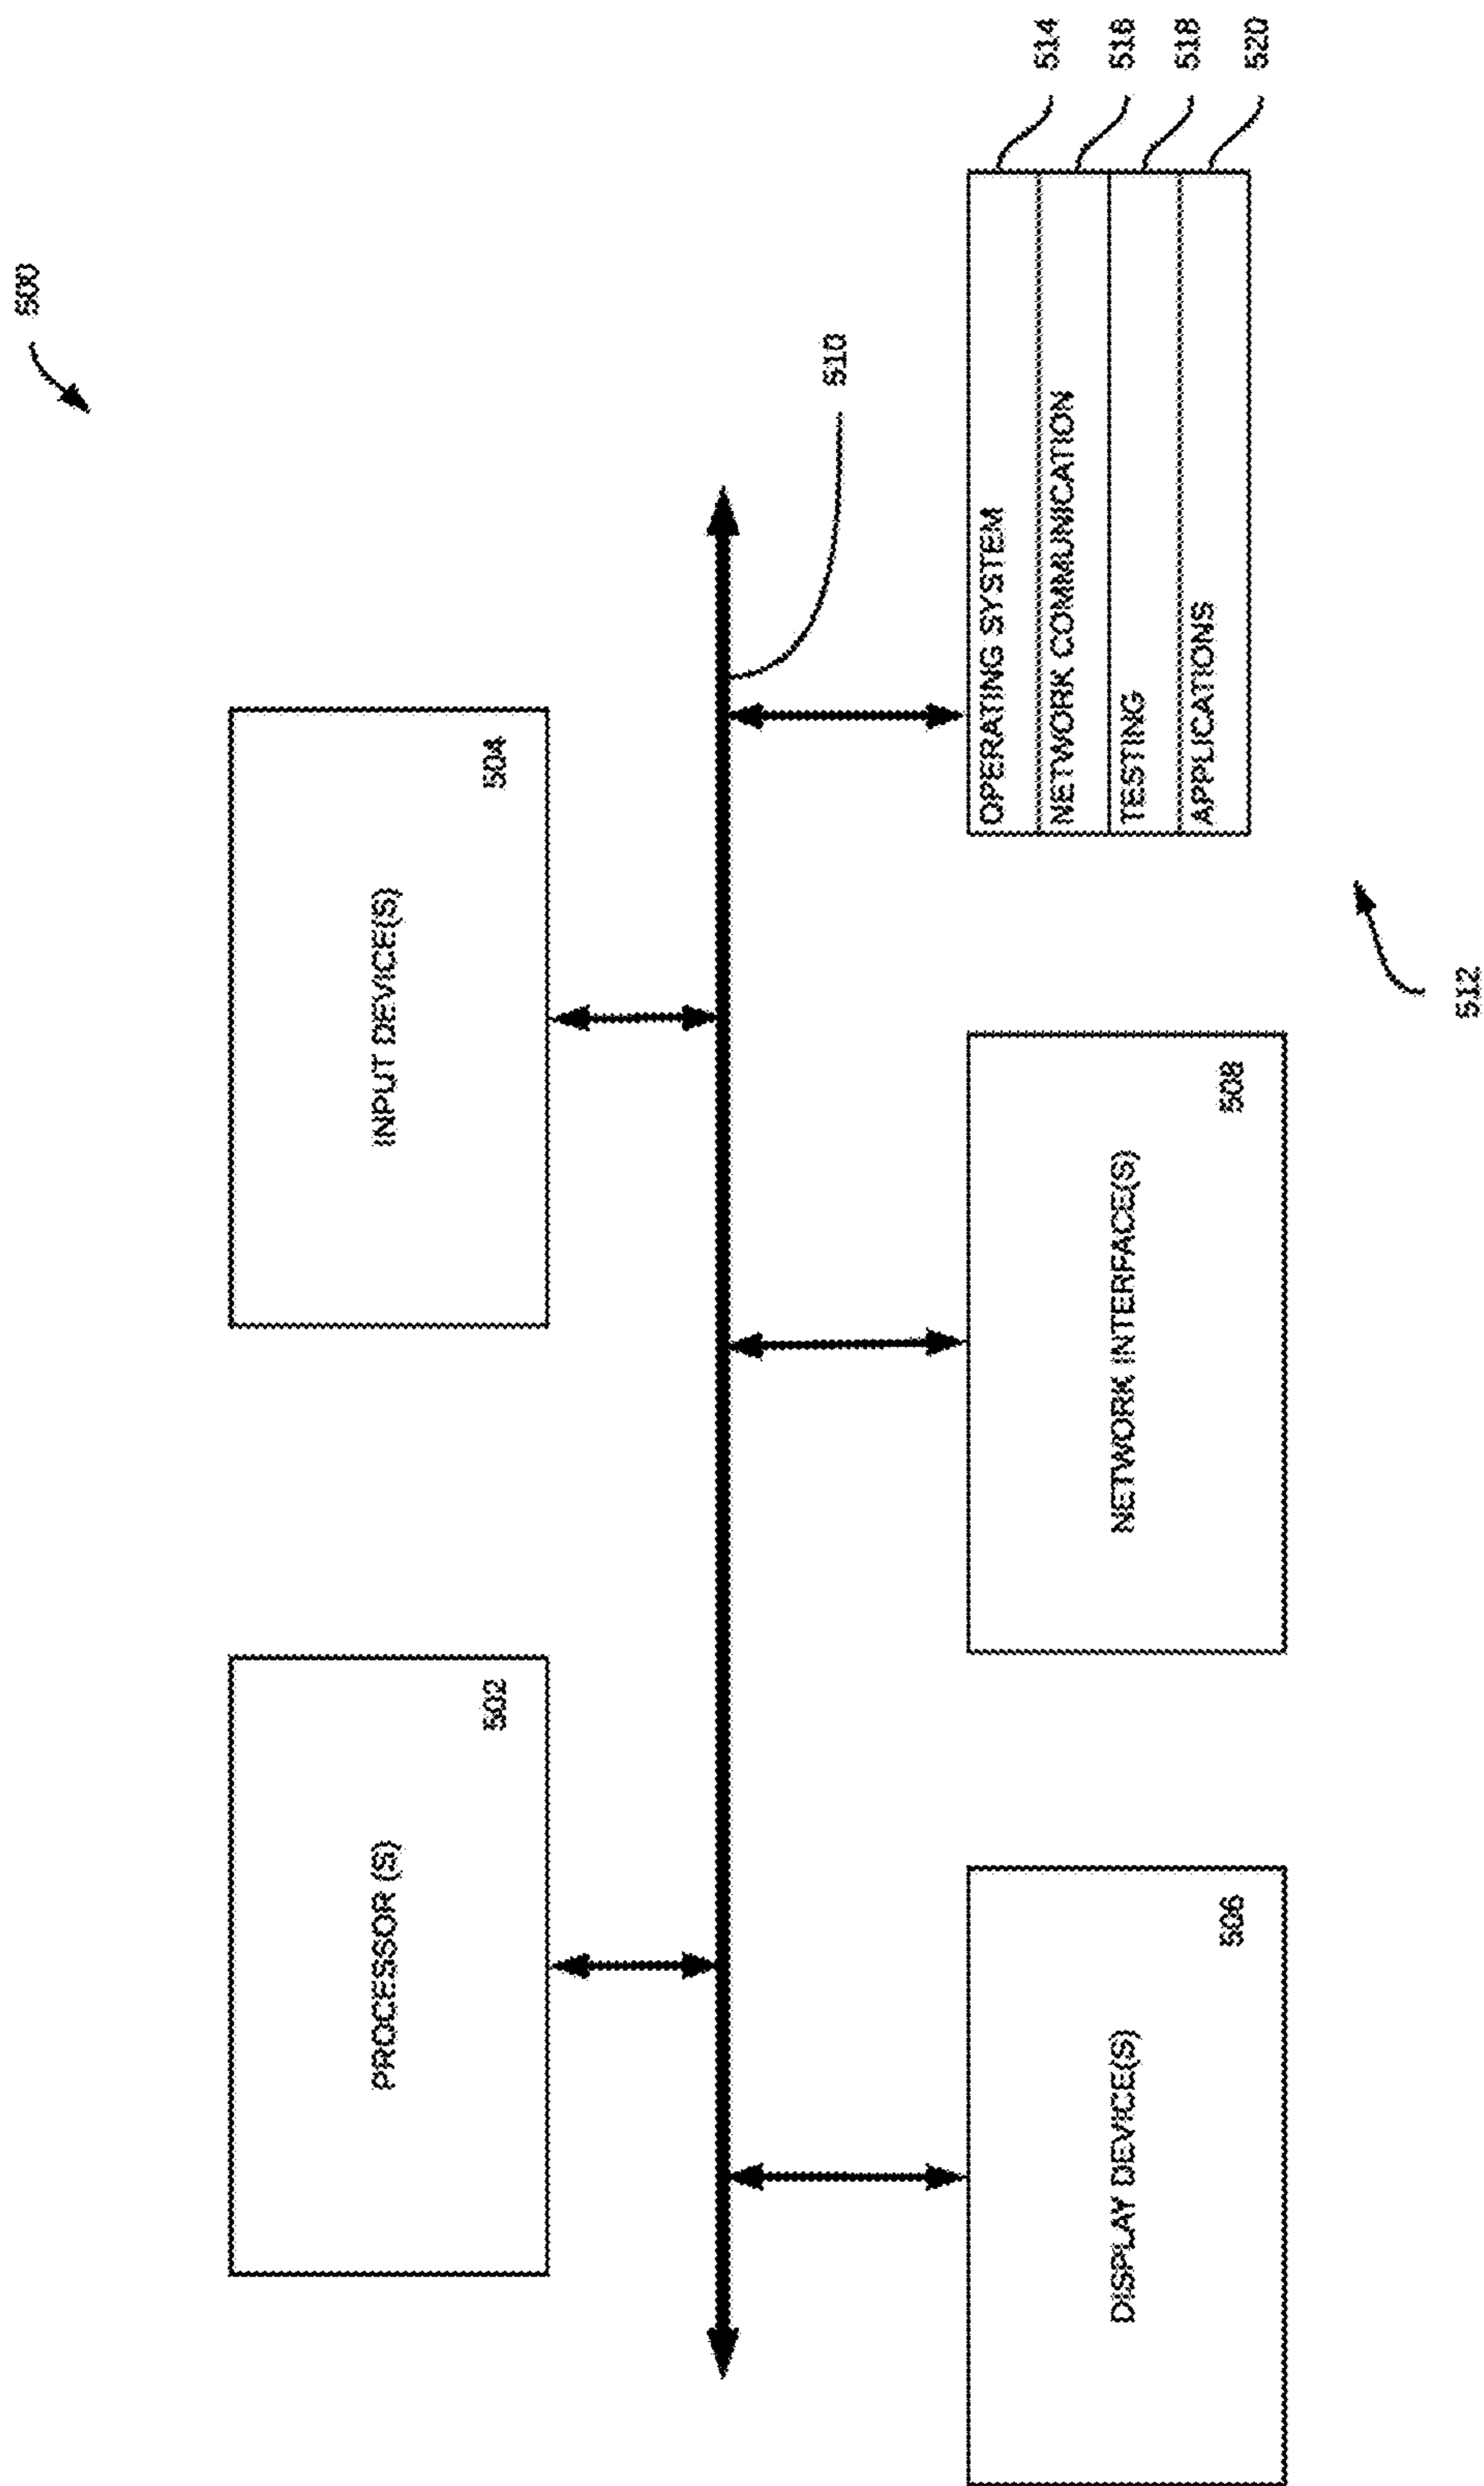 500
PROCESSOR (S)
502
INPUT DEVICE(S)
504
510
DISPLAY DEVICE(S)
506
NETWORK INTERFACE(S)
508
OPERATING SYSTEM
514
NETWORK COMMUNICATION
516
TESTING
518
APPLICATIONS
520
512